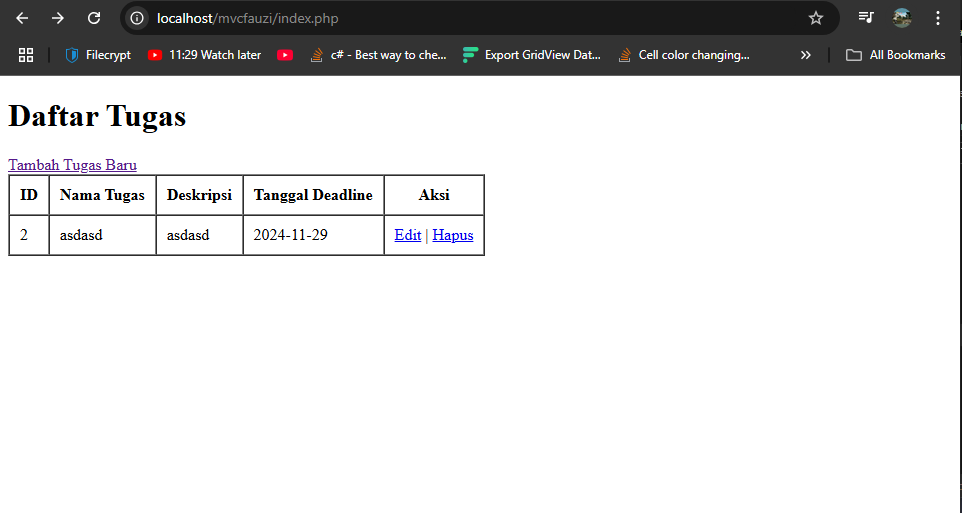 localhost/mvcfauzi/index.php
Filecrypt 11:29 Watch later c# - Best way to che... Export GridView Dat... Cell color changing... » All Bookmarks
Daftar Tugas
Tambah Tugas Baru
ID Nama Tugas Deskripsi Tanggal Deadline Aksi
2 asdasd asdasd 2024-11-29 Edit | Hapus